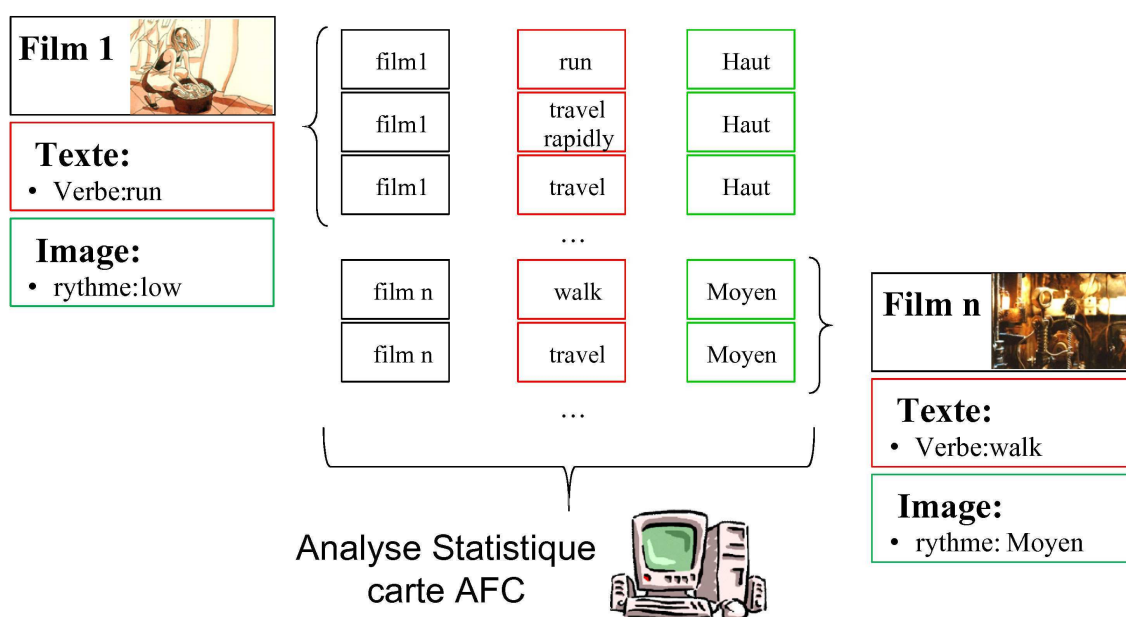 Film 1
Texte:
• Verbe:run
Image:
• rythme:low
film1 run Haut
film1 travel rapidly Haut
film1 travel Haut
...
film n walk Moyen
film n travel Moyen
...
Film n
Texte:
• Verbe:walk
Image:
• rythme: Moyen
Analyse Statistique
carte AFC